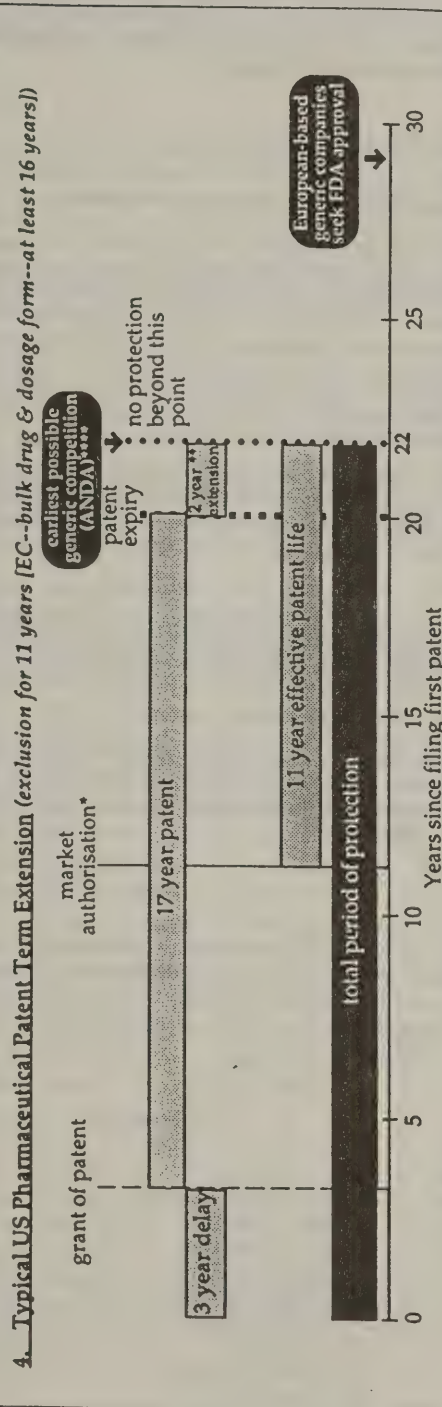 4. Typical US Pharmaceutical Patent Term Extension (exclusion for 11 years [EC--bulk drug & dosage form--at least 16 years])
grant of patent
market
authorisation*
earliest possible
generic competition
(ANDA)****
patent
expiry
no protection
beyond this
point
3 year delay
17 year patent
2 year **
extension
11 year effective patent life
total period of protection
European-based
generic companies
seek FDA approval
0
5
10
15
20
22
25
30
Years since filing first patent